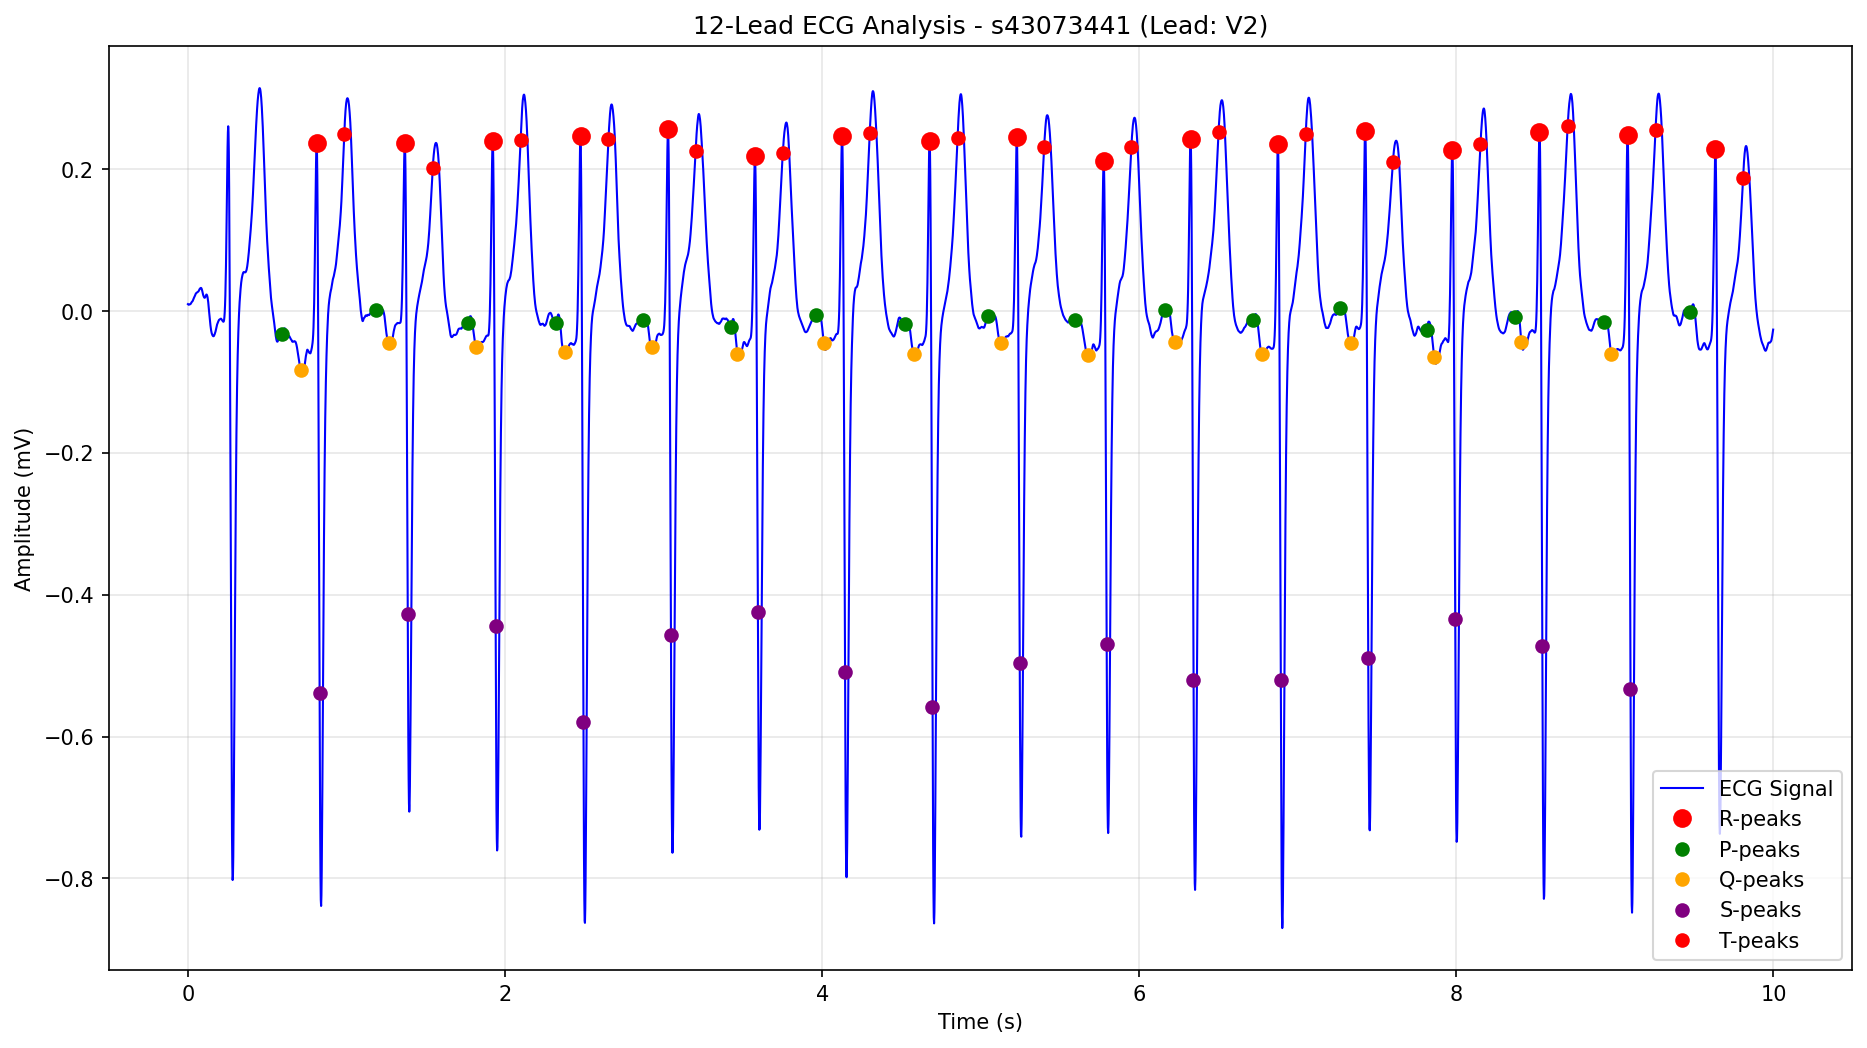 12-Lead ECG Analysis - s43073441 (Lead: V2)
Amplitude (mV)
0.2
0.0
−0.2
−0.4
−0.6
−0.8
ECG Signal
R-peaks
P-peaks
Q-peaks
S-peaks
T-peaks
0 2 4 6 8 10
Time (s)